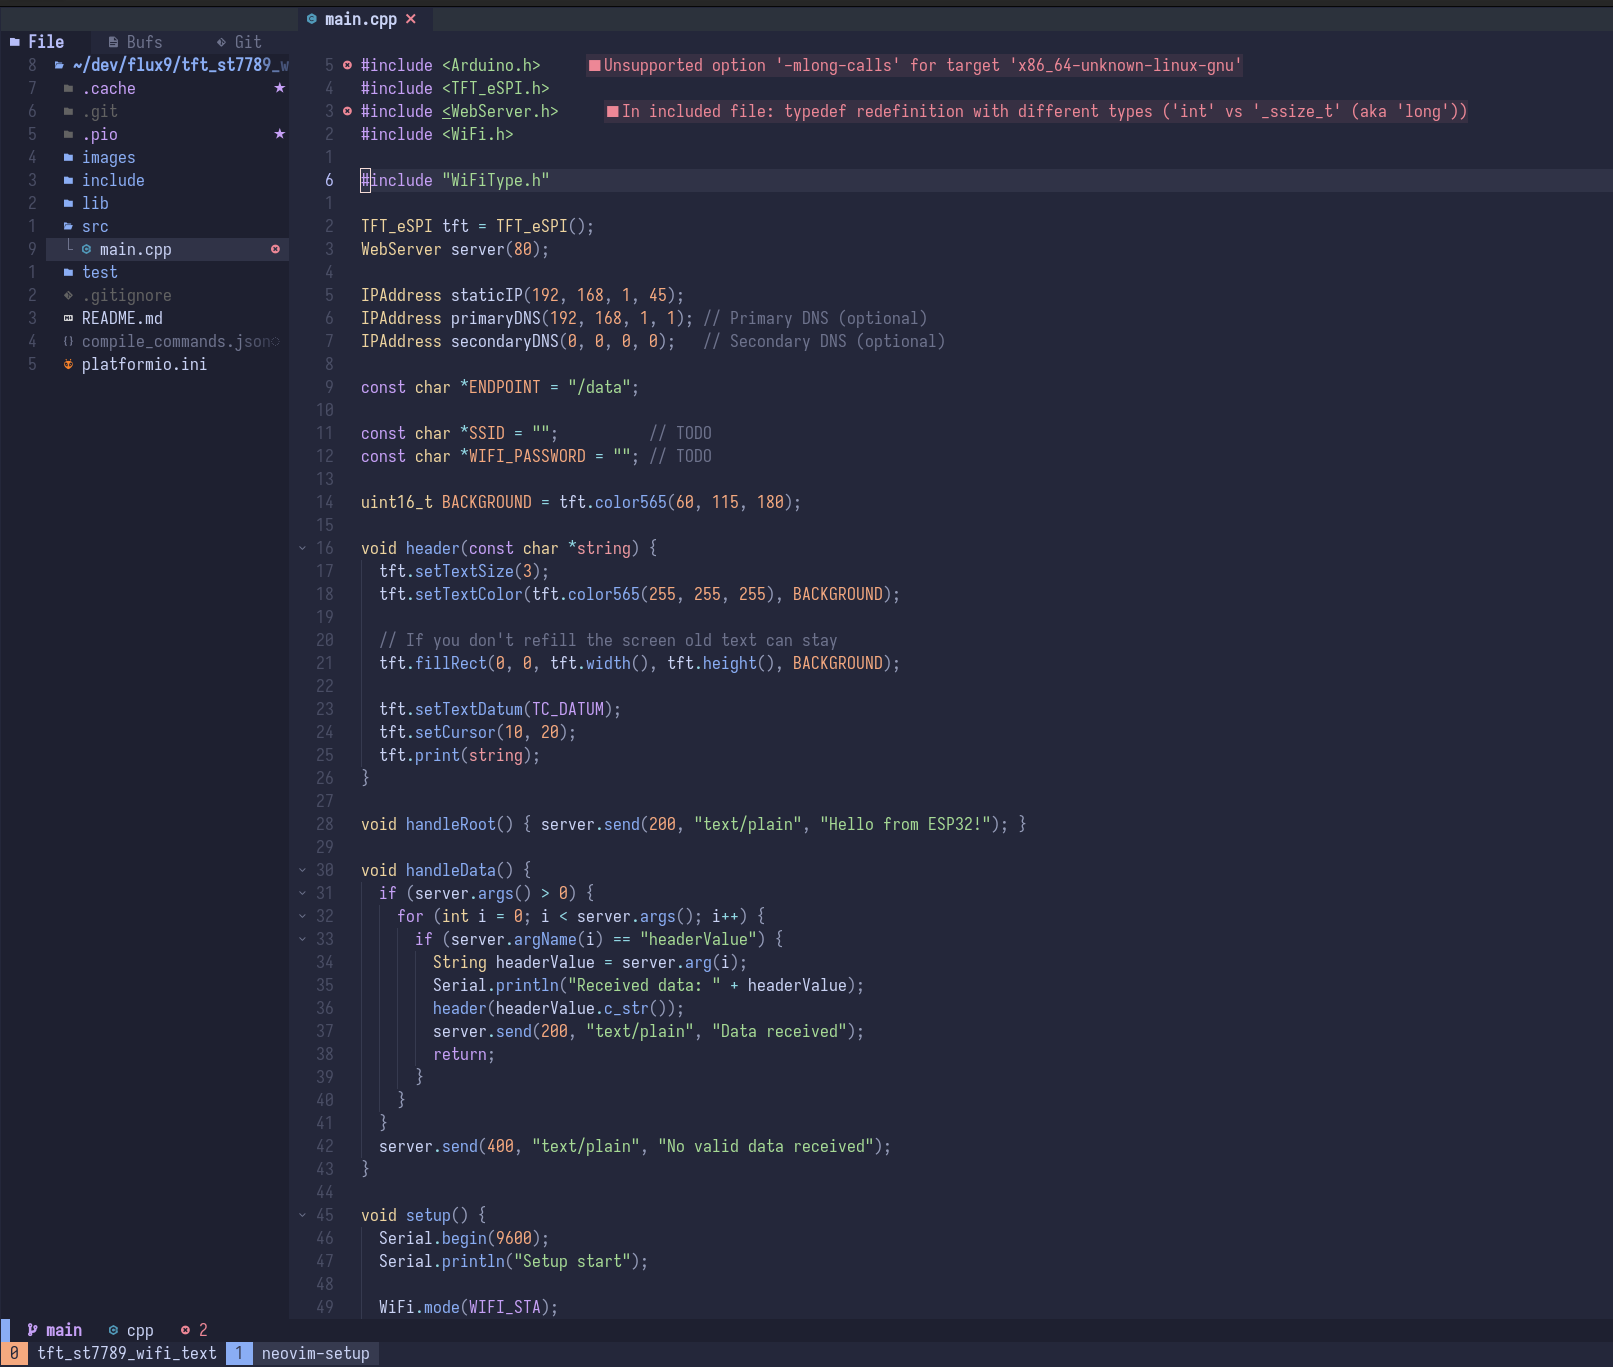 main.cpp ✕
File Bufs Git
8 ~/dev/flux9/tft_st7789_w
7 .cache ★
6 .git
5 .pio ★
4 images
3 include
2 lib
1 src
9 main.cpp
1 test
2 .gitignore
3 README.md
4 compile_commands.json
5 platformio.ini
5 #include <Arduino.h> ■Unsupported option '-mlong-calls' for target 'x86_64-unknown-linux-gnu'
4 #include <TFT_eSPI.h>
3 #include <WebServer.h> ■In included file: typedef redefinition with different types ('int' vs '_ssize_t' (aka 'long'))
2 #include <WiFi.h>
1
6 #include "WiFiType.h"
1
2 TFT_eSPI tft = TFT_eSPI();
3 WebServer server(80);
4
5 IPAddress staticIP(192, 168, 1, 45);
6 IPAddress primaryDNS(192, 168, 1, 1); // Primary DNS (optional)
7 IPAddress secondaryDNS(0, 0, 0, 0);   // Secondary DNS (optional)
8
9 const char *ENDPOINT = "/data";
10
11 const char *SSID = "";          // TODO
12 const char *WIFI_PASSWORD = ""; // TODO
13
14 uint16_t BACKGROUND = tft.color565(60, 115, 180);
15
16 void header(const char *string) {
17   tft.setTextSize(3);
18   tft.setTextColor(tft.color565(255, 255, 255), BACKGROUND);
19
20   // If you don't refill the screen old text can stay
21   tft.fillRect(0, 0, tft.width(), tft.height(), BACKGROUND);
22
23   tft.setTextDatum(TC_DATUM);
24   tft.setCursor(10, 20);
25   tft.print(string);
26 }
27
28 void handleRoot() { server.send(200, "text/plain", "Hello from ESP32!"); }
29
30 void handleData() {
31   if (server.args() > 0) {
32     for (int i = 0; i < server.args(); i++) {
33       if (server.argName(i) == "headerValue") {
34         String headerValue = server.arg(i);
35         Serial.println("Received data: " + headerValue);
36         header(headerValue.c_str());
37         server.send(200, "text/plain", "Data received");
38         return;
39       }
40     }
41   }
42   server.send(400, "text/plain", "No valid data received");
43 }
44
45 void setup() {
46   Serial.begin(9600);
47   Serial.println("Setup start");
48
49   WiFi.mode(WIFI_STA);
main cpp 2
0 tft_st7789_wifi_text 1 neovim-setup